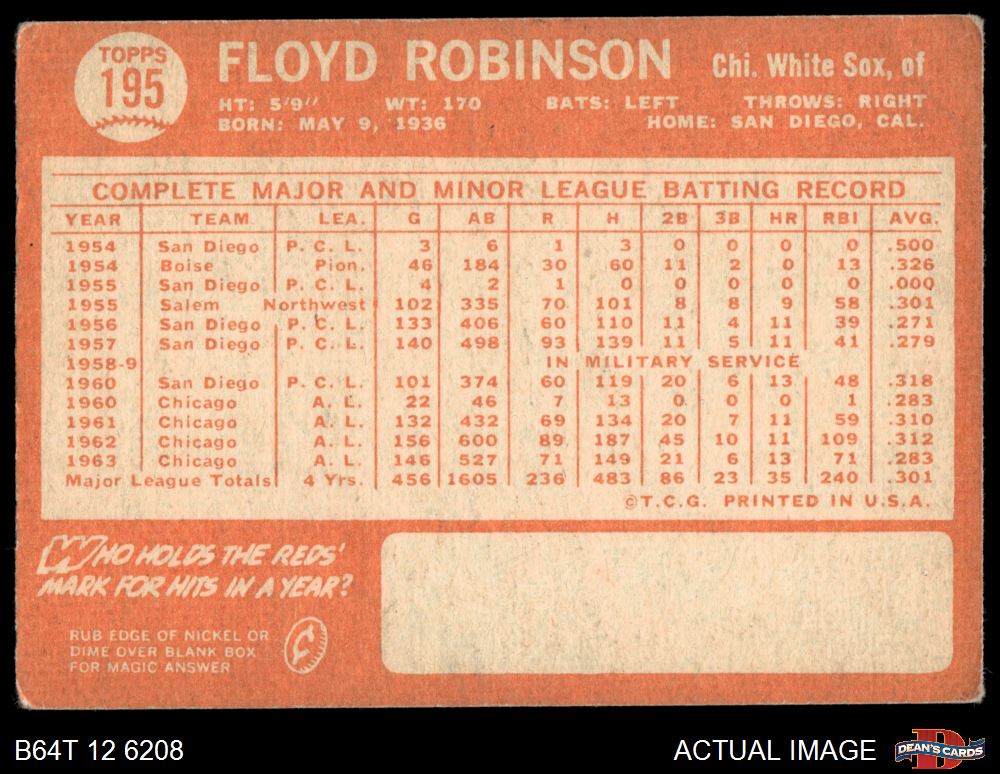 TOPPS
195
FLOYD ROBINSON Chi. White Sox, of
HT: 5'9" WT: 170 BATS: LEFT THROWS: RIGHT
BORN: MAY 9, 1936 HOME: SAN DIEGO, CAL.
COMPLETE MAJOR AND MINOR LEAGUE BATTING RECORD
YEAR TEAM LEA. G AB R H 2B 3B HR RBI AVG.
1954 San Diego P. C. L. 3 6 1 3 0 0 0 0 .500
1954 Boise Pion. 46 184 30 60 11 2 0 13 .326
1955 San Diego P. C. L. 4 2 1 0 0 0 0 0 .000
1955 Salem Northwest 102 335 70 101 8 8 9 58 .301
1956 San Diego P. C. L. 133 406 60 110 11 4 11 39 .271
1957 San Diego P. C. L. 140 498 93 139 11 5 11 41 .279
1958-9 IN MILITARY SERVICE
1960 San Diego P. C. L. 101 374 60 119 20 6 13 48 .318
1960 Chicago A. L. 22 46 7 13 0 0 0 1 .283
1961 Chicago A. L. 132 432 69 134 20 7 11 59 .310
1962 Chicago A. L. 156 600 89 187 45 10 11 109 .312
1963 Chicago A. L. 146 527 71 149 21 6 13 71 .283
Major League Totals 4 Yrs. 456 1605 236 483 86 23 35 240 .301
©T.C.G. PRINTED IN U.S.A.
WHO HOLDS THE REDS'
MARK FOR HITS IN A YEAR?
RUB EDGE OF NICKEL OR
DIME OVER BLANK BOX
FOR MAGIC ANSWER
¢
B64T 12 6208 ACTUAL IMAGE D DEAN'S CARDS